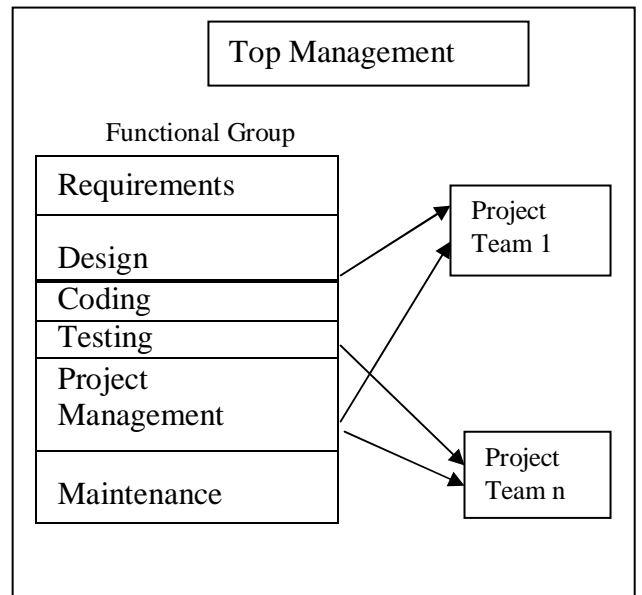 Top Management
Functional Group
Requirements
Design
Coding
Testing
Project
Management
Maintenance
Project
Team 1
Project
Team n